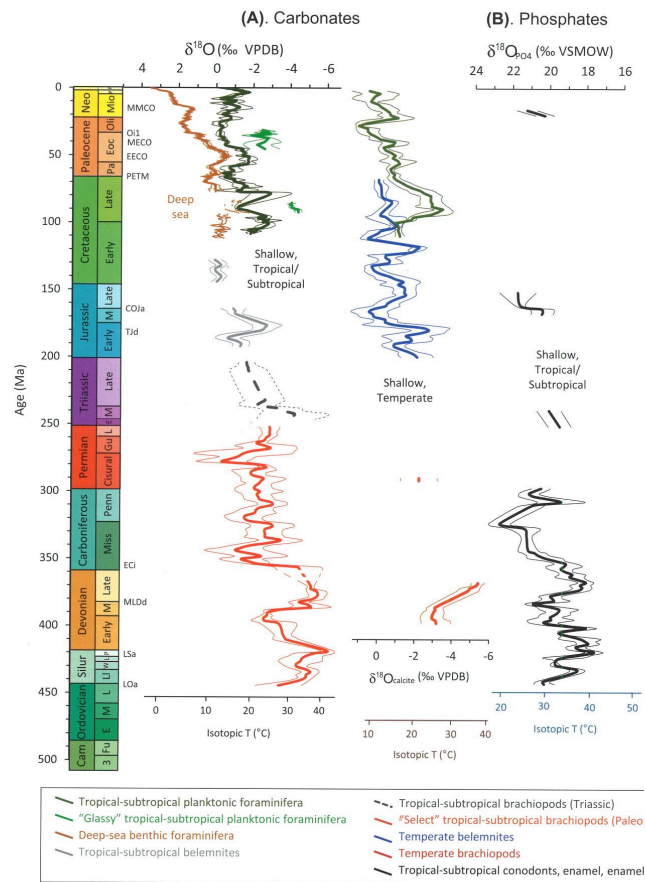 (A). Carbonates
(B). Phosphates
δ18O (‰ VPDB)
δ18OPO4 (‰ VSMOW)
2 0 -2 -4 -6
24 22 20 18 16
Age (Ma)
0
50
100
150
200
250
300
350
400
450
500
Neo
Paleocene
Cretaceous
Jurassic
Triiassic
Permian
Carboniferous
Devonian
Silur
Ordovician
Cam
Mio
Oli
Eoc
Pa
Late
Early
Late
M
Early
Late
M
E
L
Gu
Cisural
Penn
Miss
Late
M
Early
Ll
L
M
E
Fu
3
MMCO
Oi1
MECO
EECO
PETM
COJa
TJd
ECi
MLDd
LSa
LOa
Deep
sea
Shallow,
Tropical/
Subtropical
Shallow,
Temperate
Shallow,
Tropical/
Subtropical
0 10 20 30 40
Isotopic T (°C)
0 -2 -4 -6
δ18Ocalcite (‰ VPDB)
10 20 30 40
Isotopic T (°C)
20 30 40 50
Isotopic T (°C)
Tropical-subtropical planktonic foraminifera
"Glassy" tropical-subtropical planktonic foraminifera
Deep-sea benthic foraminifera
Tropical-subtropical belemnites
Tropical-subtropical brachiopods (Triassic)
"Select" tropical-subtropical brachiopods (Paleo
Temperate belemnites
Temperate brachiopods
Tropical-subtropical conodonts, enamel, enamel